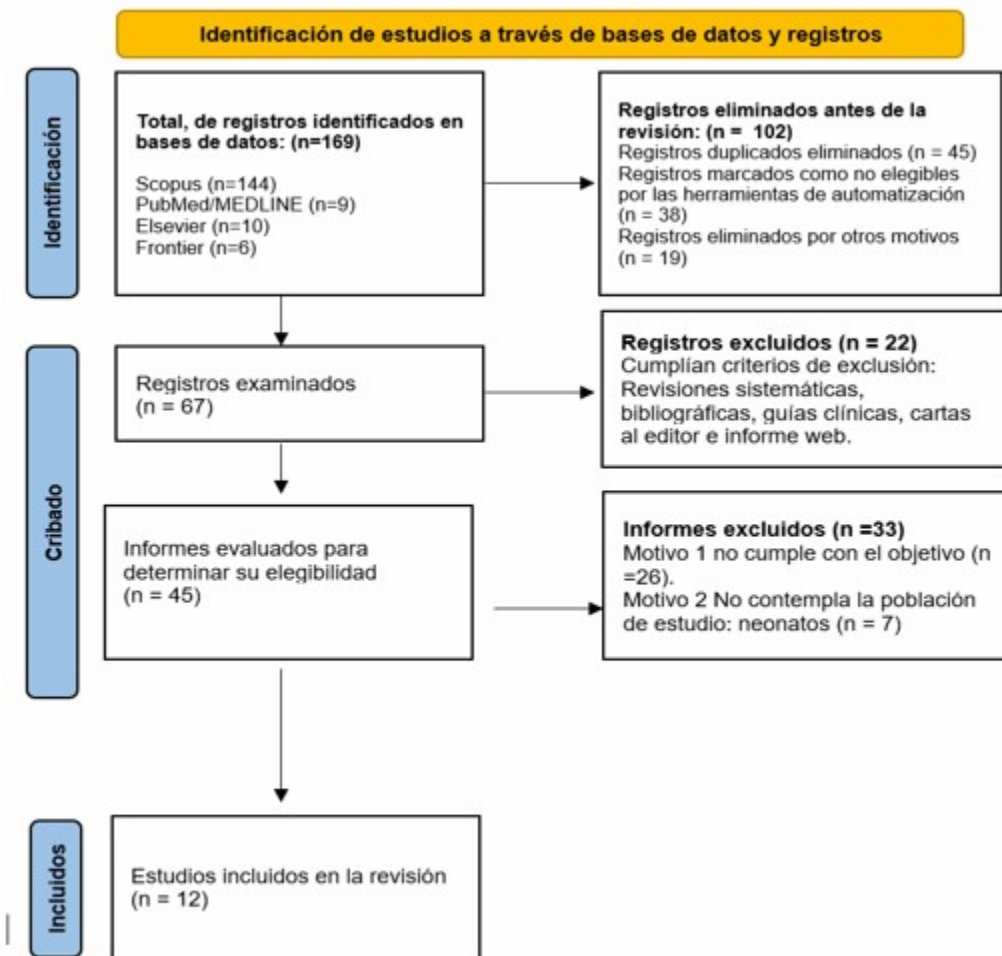 Identificación de estudios a través de bases de datos y registros
Identificación
Total, de registros identificados en
bases de datos: (n=169)
Scopus (n=144)
PubMed/MEDLINE (n=9)
Elsevier (n=10)
Frontier (n=6)
Registros eliminados antes de la
revisión: (n = 102)
Registros duplicados eliminados (n = 45)
Registros marcados como no elegibles
por las herramientas de automatización
(n = 38)
Registros eliminados por otros motivos
(n = 19)
Cribado
Registros examinados
(n = 67)
Registros excluidos (n = 22)
Cumplían criterios de exclusión:
Revisiones sistemáticas,
bibliográficas, guías clínicas, cartas
al editor e informe web.
Informes evaluados para
determinar su elegibilidad
(n = 45)
Informes excluidos (n =33)
Motivo 1 no cumple con el objetivo (n
=26).
Motivo 2 No contempla la población
de estudio: neonatos (n = 7)
Incluidos
Estudios incluidos en la revisión
(n = 12)